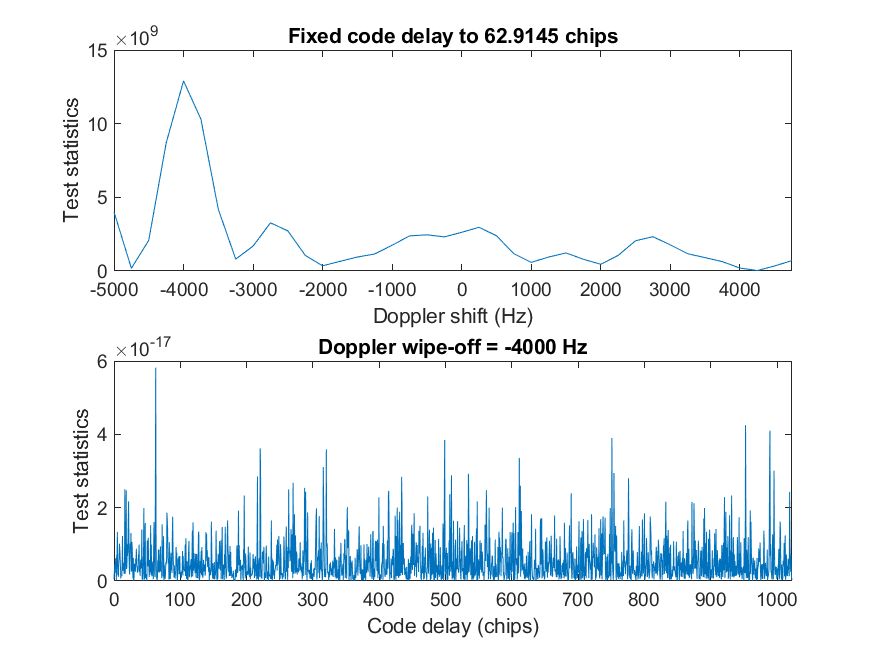 ×10^9
Fixed code delay to 62.9145 chips
15
10
5
0
Test statistics
-5000 -4000 -3000 -2000 -1000 0 1000 2000 3000 4000
Doppler shift (Hz)
×10^-17
Doppler wipe-off = -4000 Hz
6
4
2
0
Test statistics
0 100 200 300 400 500 600 700 800 900 1000
Code delay (chips)